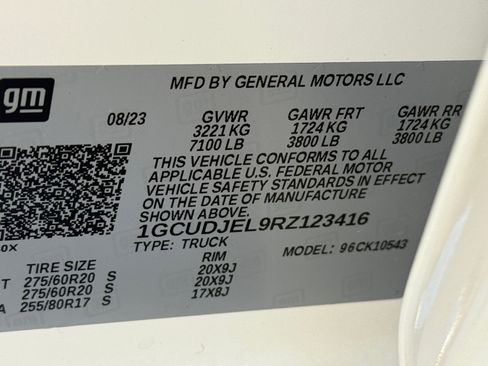 gm
MFD BY GENERAL MOTORS LLC
08/23 GVWR GAWR FRT GAWR RR
3221 KG 1724 KG 1724 KG
7100 LB 3800 LB 3800 LB
THIS VEHICLE CONFORMS TO ALL
APPLICABLE U.S. FEDERAL MOTOR
VEHICLE SAFETY STANDARDS IN EFFECT
ON THE DATE OF MANUFACTURE
SHOWN ABOVE.
1GCUDJEL9RZ123416
TYPE: TRUCK MODEL: 96CK10543
TIRE SIZE RIM
T 275/60R20 S 20X9J
275/60R20 S 20X9J
A 255/80R17 S 17X8J